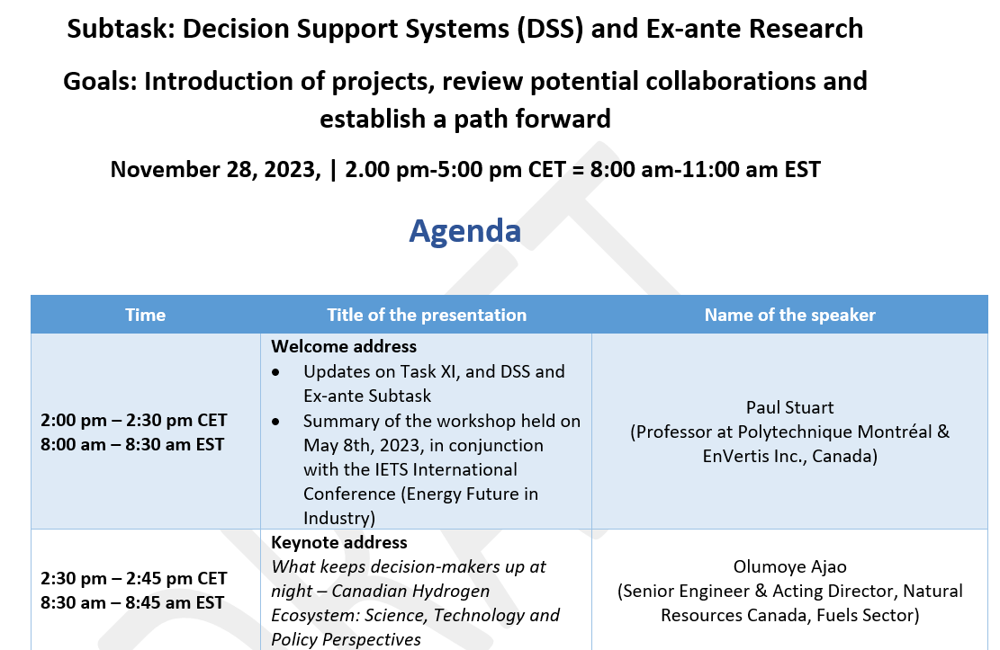 Subtask: Decision Support Systems (DSS) and Ex-ante Research
Goals: Introduction of projects, review potential collaborations and
establish a path forward
November 28, 2023, | 2.00 pm-5:00 pm CET = 8:00 am-11:00 am EST
Agenda
Time
Title of the presentation
Name of the speaker
2:00 pm – 2:30 pm CET
8:00 am – 8:30 am EST
Welcome address
• Updates on Task XI, and DSS and
Ex-ante Subtask
• Summary of the workshop held on
May 8th, 2023, in conjunction
with the IETS International
Conference (Energy Future in
Industry)
Paul Stuart
(Professor at Polytechnique Montréal &
EnVertis Inc., Canada)
2:30 pm – 2:45 pm CET
8:30 am – 8:45 am EST
Keynote address
What keeps decision-makers up at
night – Canadian Hydrogen
Ecosystem: Science, Technology and
Policy Perspectives
Olumoye Ajao
(Senior Engineer & Acting Director, Natural
Resources Canada, Fuels Sector)
DRAFT